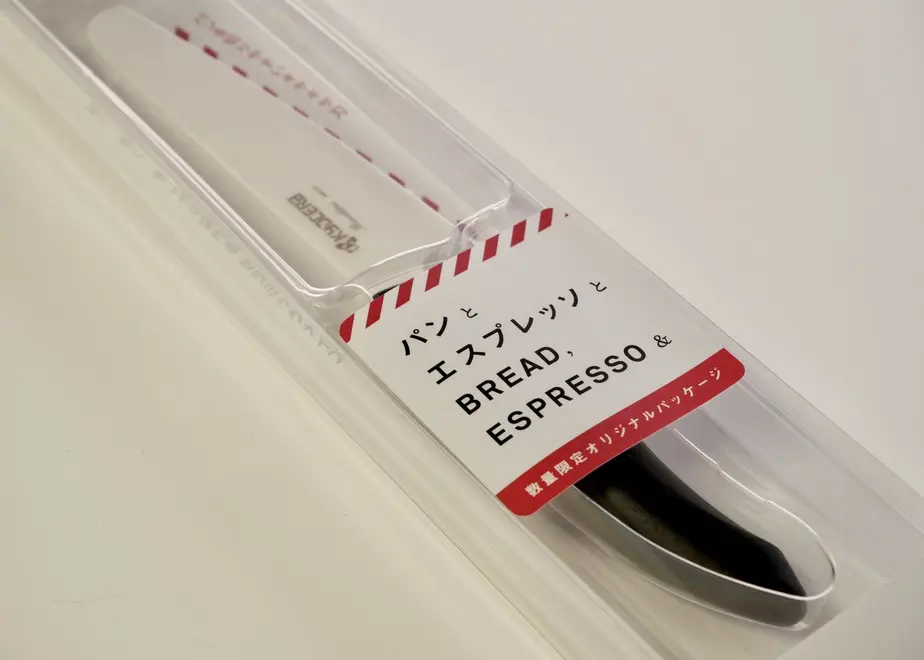 KYOCERA
パンと
エスプレッソと
BREAD,
ESPRESSO &
数量限定オリジナルパッケージ